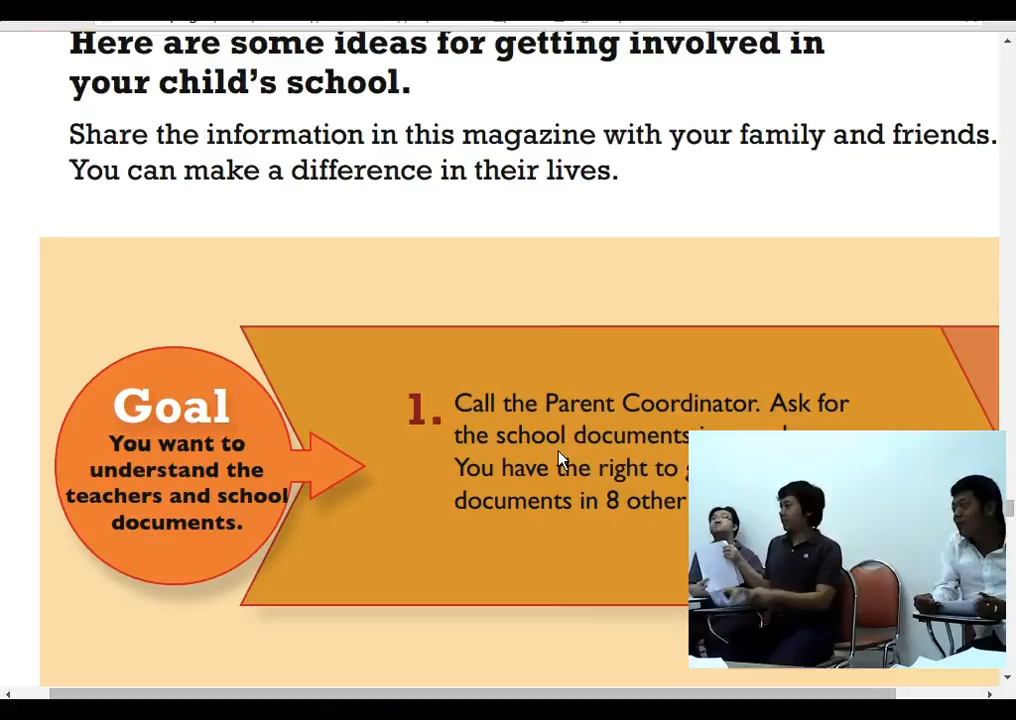 Here are some ideas for getting involved in
your child's school.
Share the information in this magazine with your family and friends.
You can make a difference in their lives.
Goal
You want to
understand the
teachers and school
documents.
1.
Call the Parent Coordinator. Ask for
the school documents
You have the right to
documents in 8 other